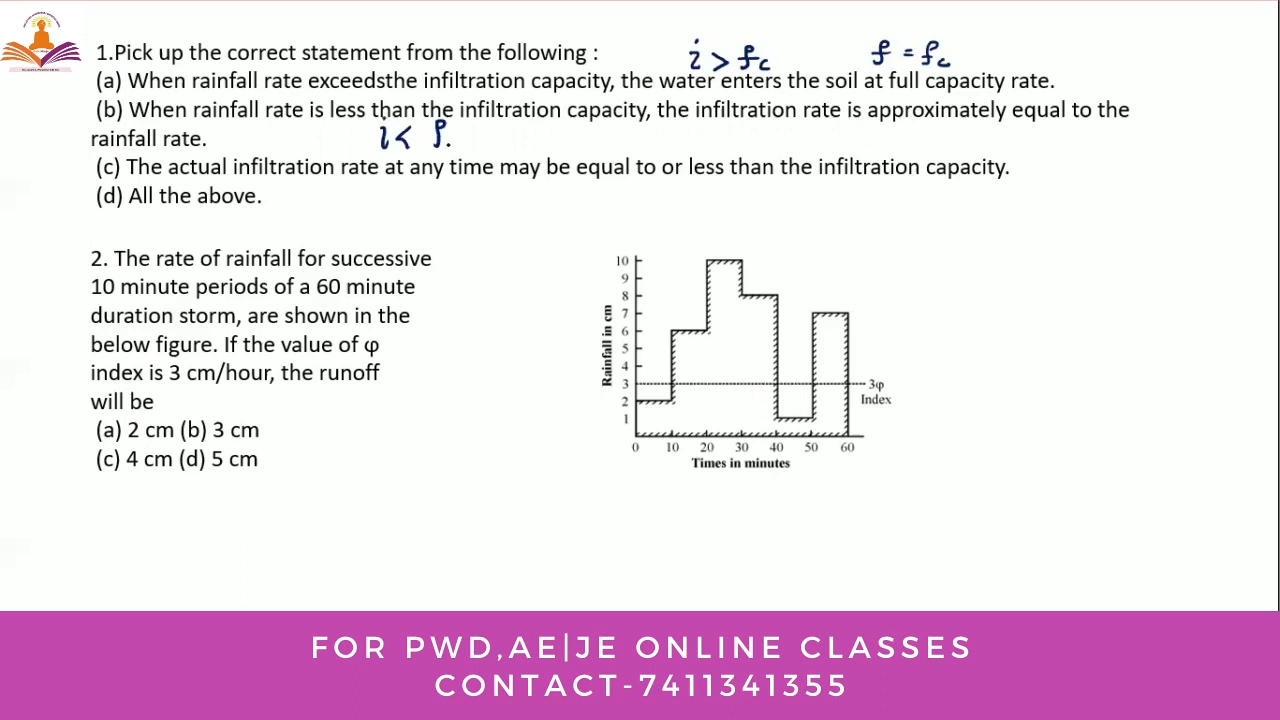 1.Pick up the correct statement from the following :
i > fc f = fc
(a) When rainfall rate exceedsthe infiltration capacity, the water enters the soil at full capacity rate.
(b) When rainfall rate is less than the infiltration capacity, the infiltration rate is approximately equal to the
rainfall rate.
i < f.
(c) The actual infiltration rate at any time may be equal to or less than the infiltration capacity.
(d) All the above.
2. The rate of rainfall for successive
10 minute periods of a 60 minute
duration storm, are shown in the
below figure. If the value of φ
index is 3 cm/hour, the runoff
will be
(a) 2 cm (b) 3 cm
(c) 4 cm (d) 5 cm
Rainfall in cm
10
9
8
7
6
5
4
3
2
1
3φ
Index
0 10 20 30 40 50 60
Times in minutes
FOR PWD,AE|JE ONLINE CLASSES
CONTACT-7411341355